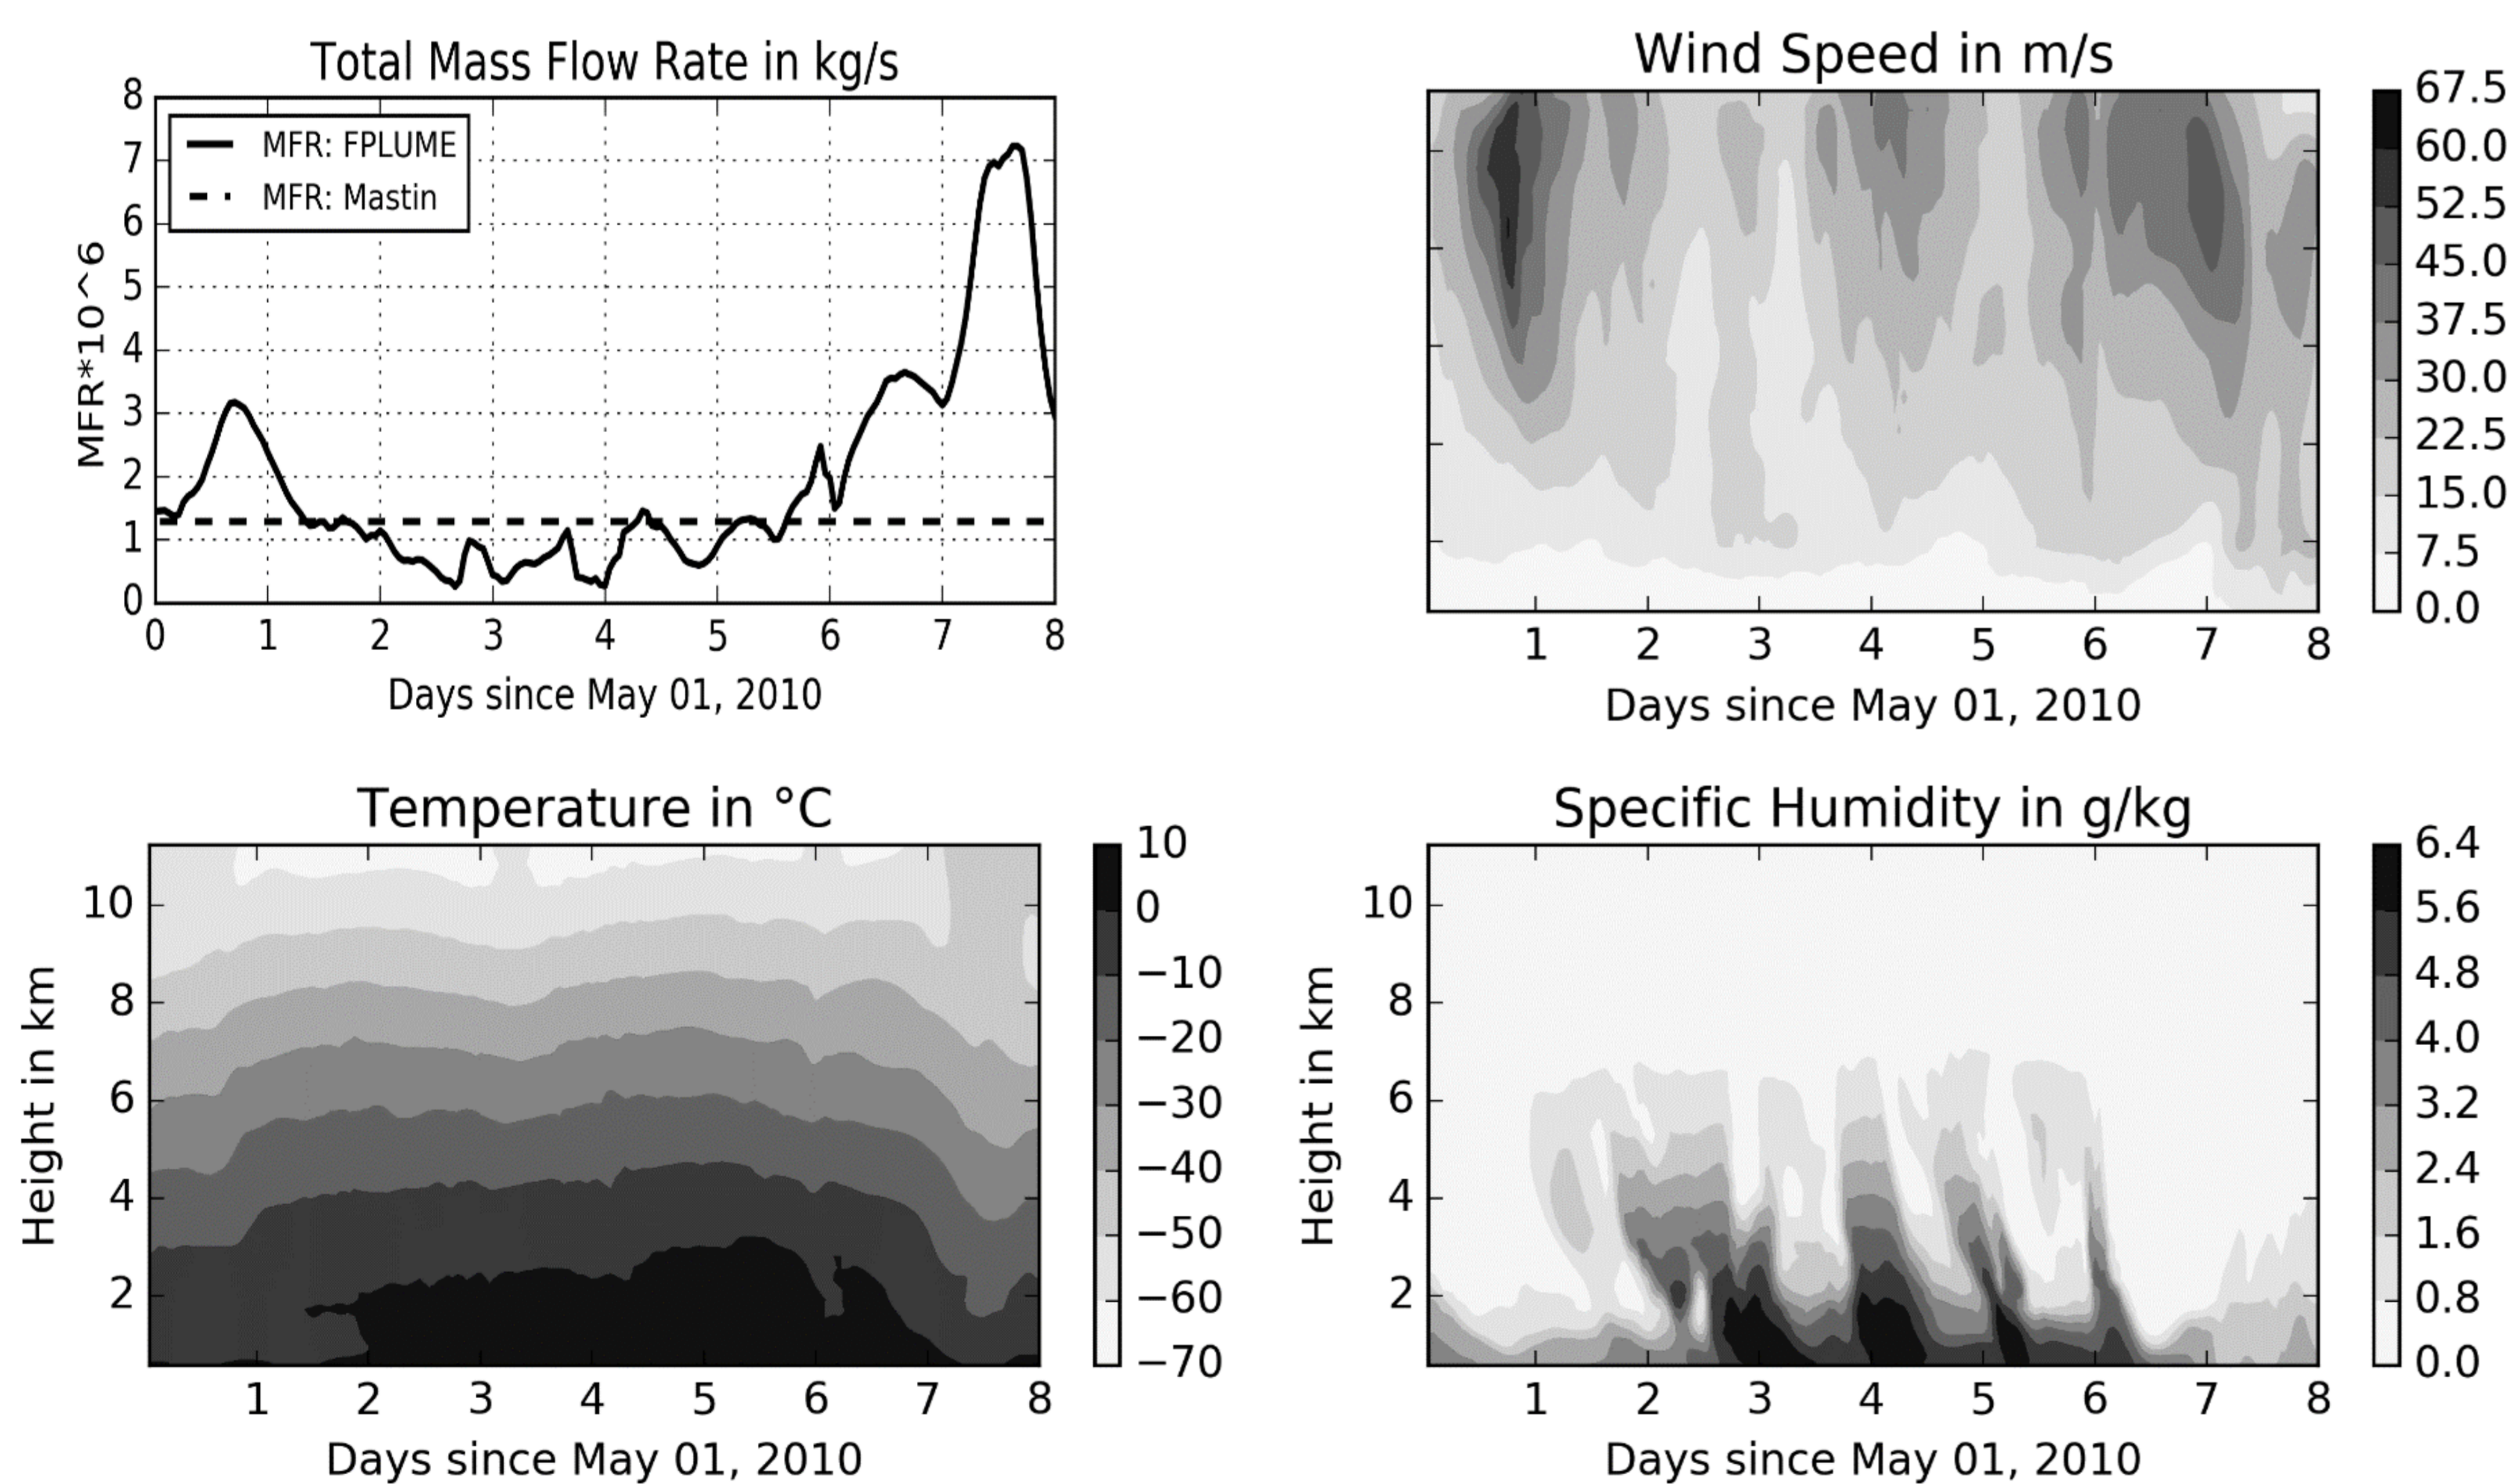 Total Mass Flow Rate in kg/s
MFR*10^6
8
7
6
5
4
3
2
1
0
MFR: FPLUME
MFR: Mastin
0 1 2 3 4 5 6 7 8
Days since May 01, 2010
Wind Speed in m/s
1 2 3 4 5 6 7 8
Days since May 01, 2010
67.5
60.0
52.5
45.0
37.5
30.0
22.5
15.0
7.5
0.0
Temperature in °C
Height in km
10
8
6
4
2
1 2 3 4 5 6 7 8
Days since May 01, 2010
10
0
−10
−20
−30
−40
−50
−60
−70
Specific Humidity in g/kg
Height in km
10
8
6
4
2
1 2 3 4 5 6 7 8
Days since May 01, 2010
6.4
5.6
4.8
4.0
3.2
2.4
1.6
0.8
0.0